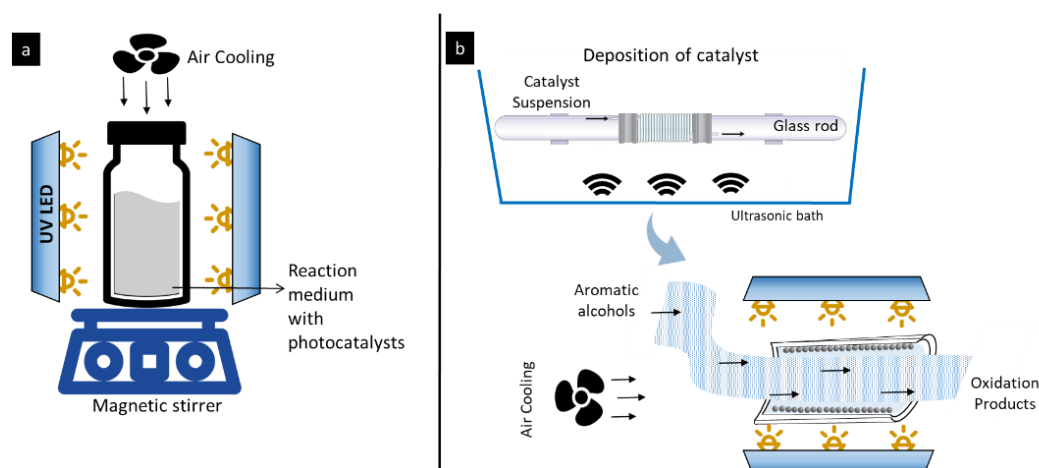 a
Air Cooling
UV LED
Reaction
medium
with
photocatalysts
Magnetic stirrer
b
Deposition of catalyst
Catalyst
Suspension
Glass rod
Ultrasonic bath
Aromatic
alcohols
Air Cooling
Oxidation
Products